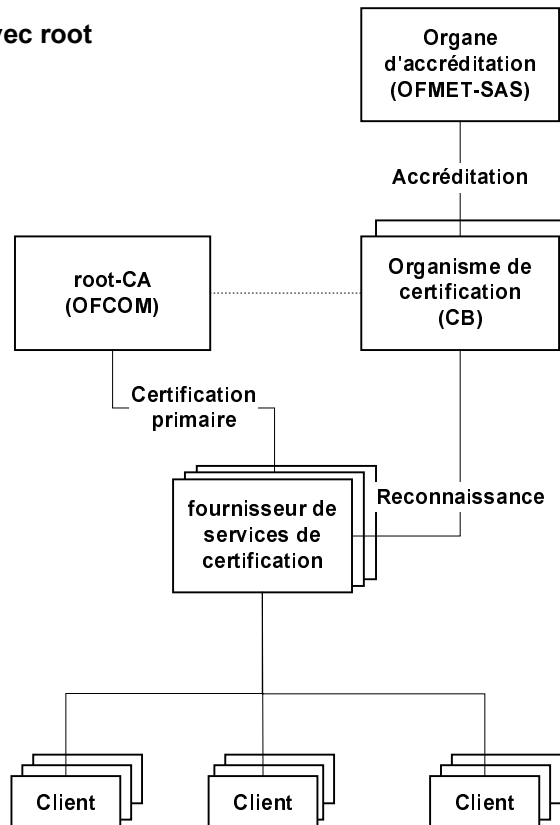 root
Organe
d'accréditation
(OFMET-SAS)
Accréditation
root-CA
(OFCOM)
Organisme de
certification
(CB)
Certification
primaire
fournisseur de
services de
certification
Reconnaissance
Client
Client
Client